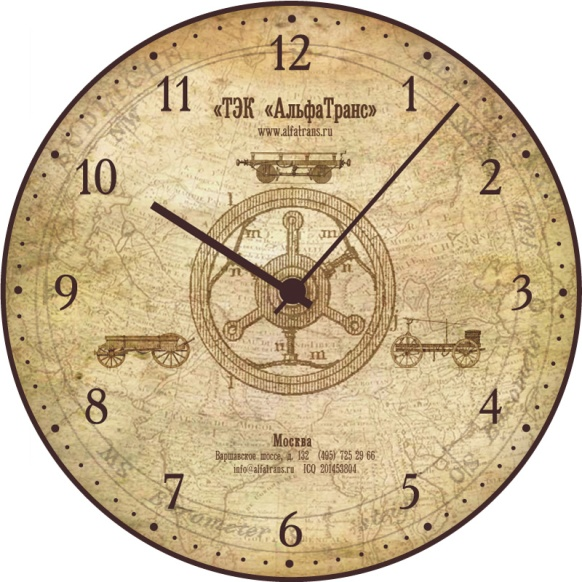 12
11
1
«ТЭК «АльфаТранс»
www.alfatrans.ru
10
2
9
3
8
4
Москва
Варшавское шоссе, д. 132 (495) 725 29 66
info@alfatrans.ru ICQ 201453804
7
5
6